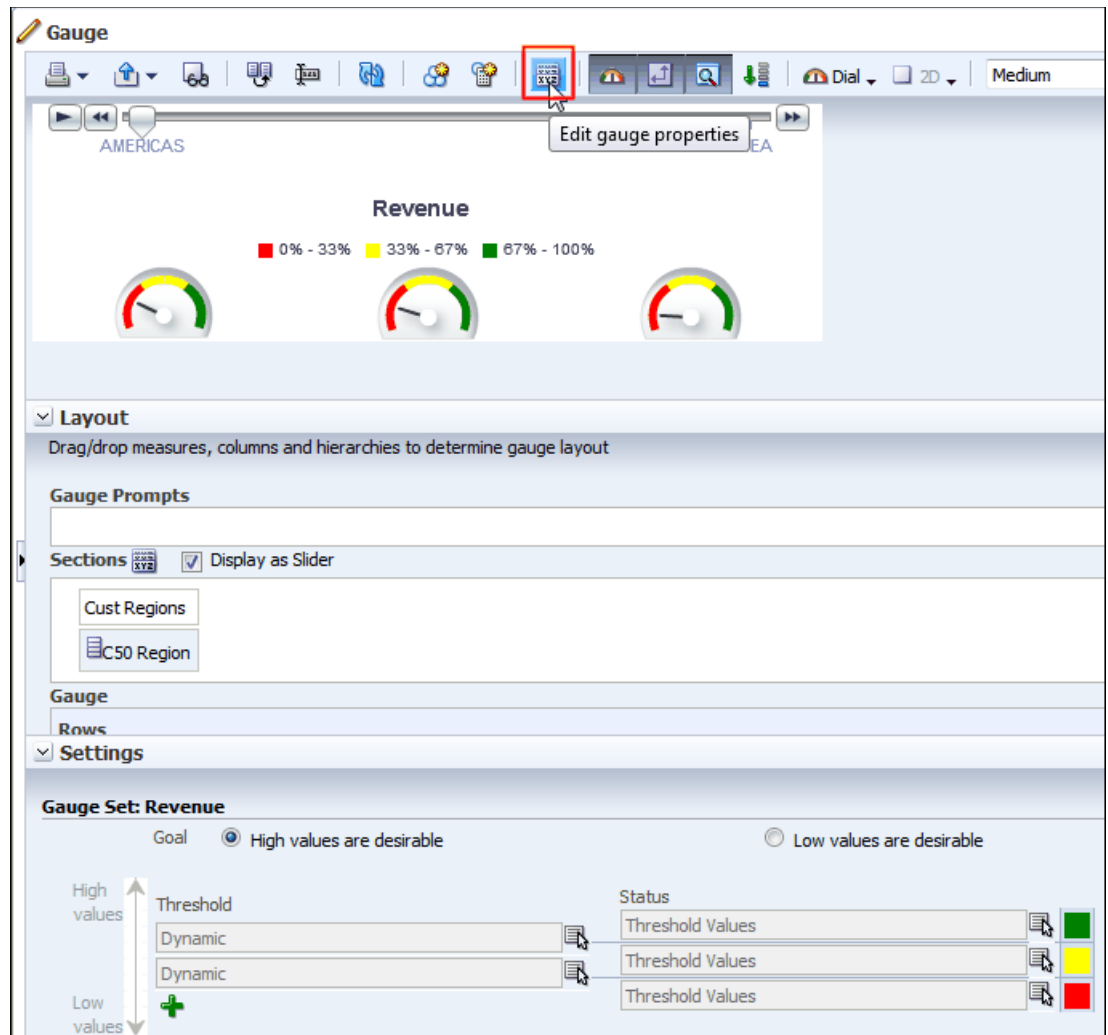 Gauge
Dial 2D Medium
Edit gauge properties
AMERICAS EA
Revenue
0% - 33% 33% - 67% 67% - 100%
Layout
Drag/drop measures, columns and hierarchies to determine gauge layout
Gauge Prompts
Sections XYZ Display as Slider
Cust Regions
C50 Region
Gauge
Rows
Settings
Gauge Set: Revenue
Goal High values are desirable Low values are desirable
High values
Threshold
Status
Dynamic
Threshold Values
Dynamic
Threshold Values
Threshold Values
Low values